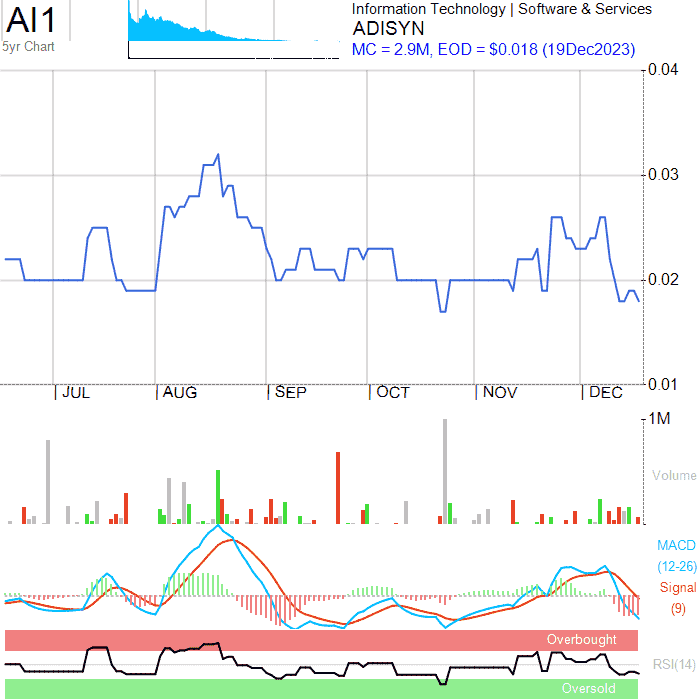 AI1
5yr Chart
Information Technology | Software & Services
ADISYN
MC = 2.9M, EOD = $0.018 (19Dec2023)
0.04
0.03
0.02
0.01
| JUL | AUG | SEP | OCT | NOV | DEC
1M
Volume
MACD
(12-26)
Signal
(9)
Overbought
RSI(14)
Oversold